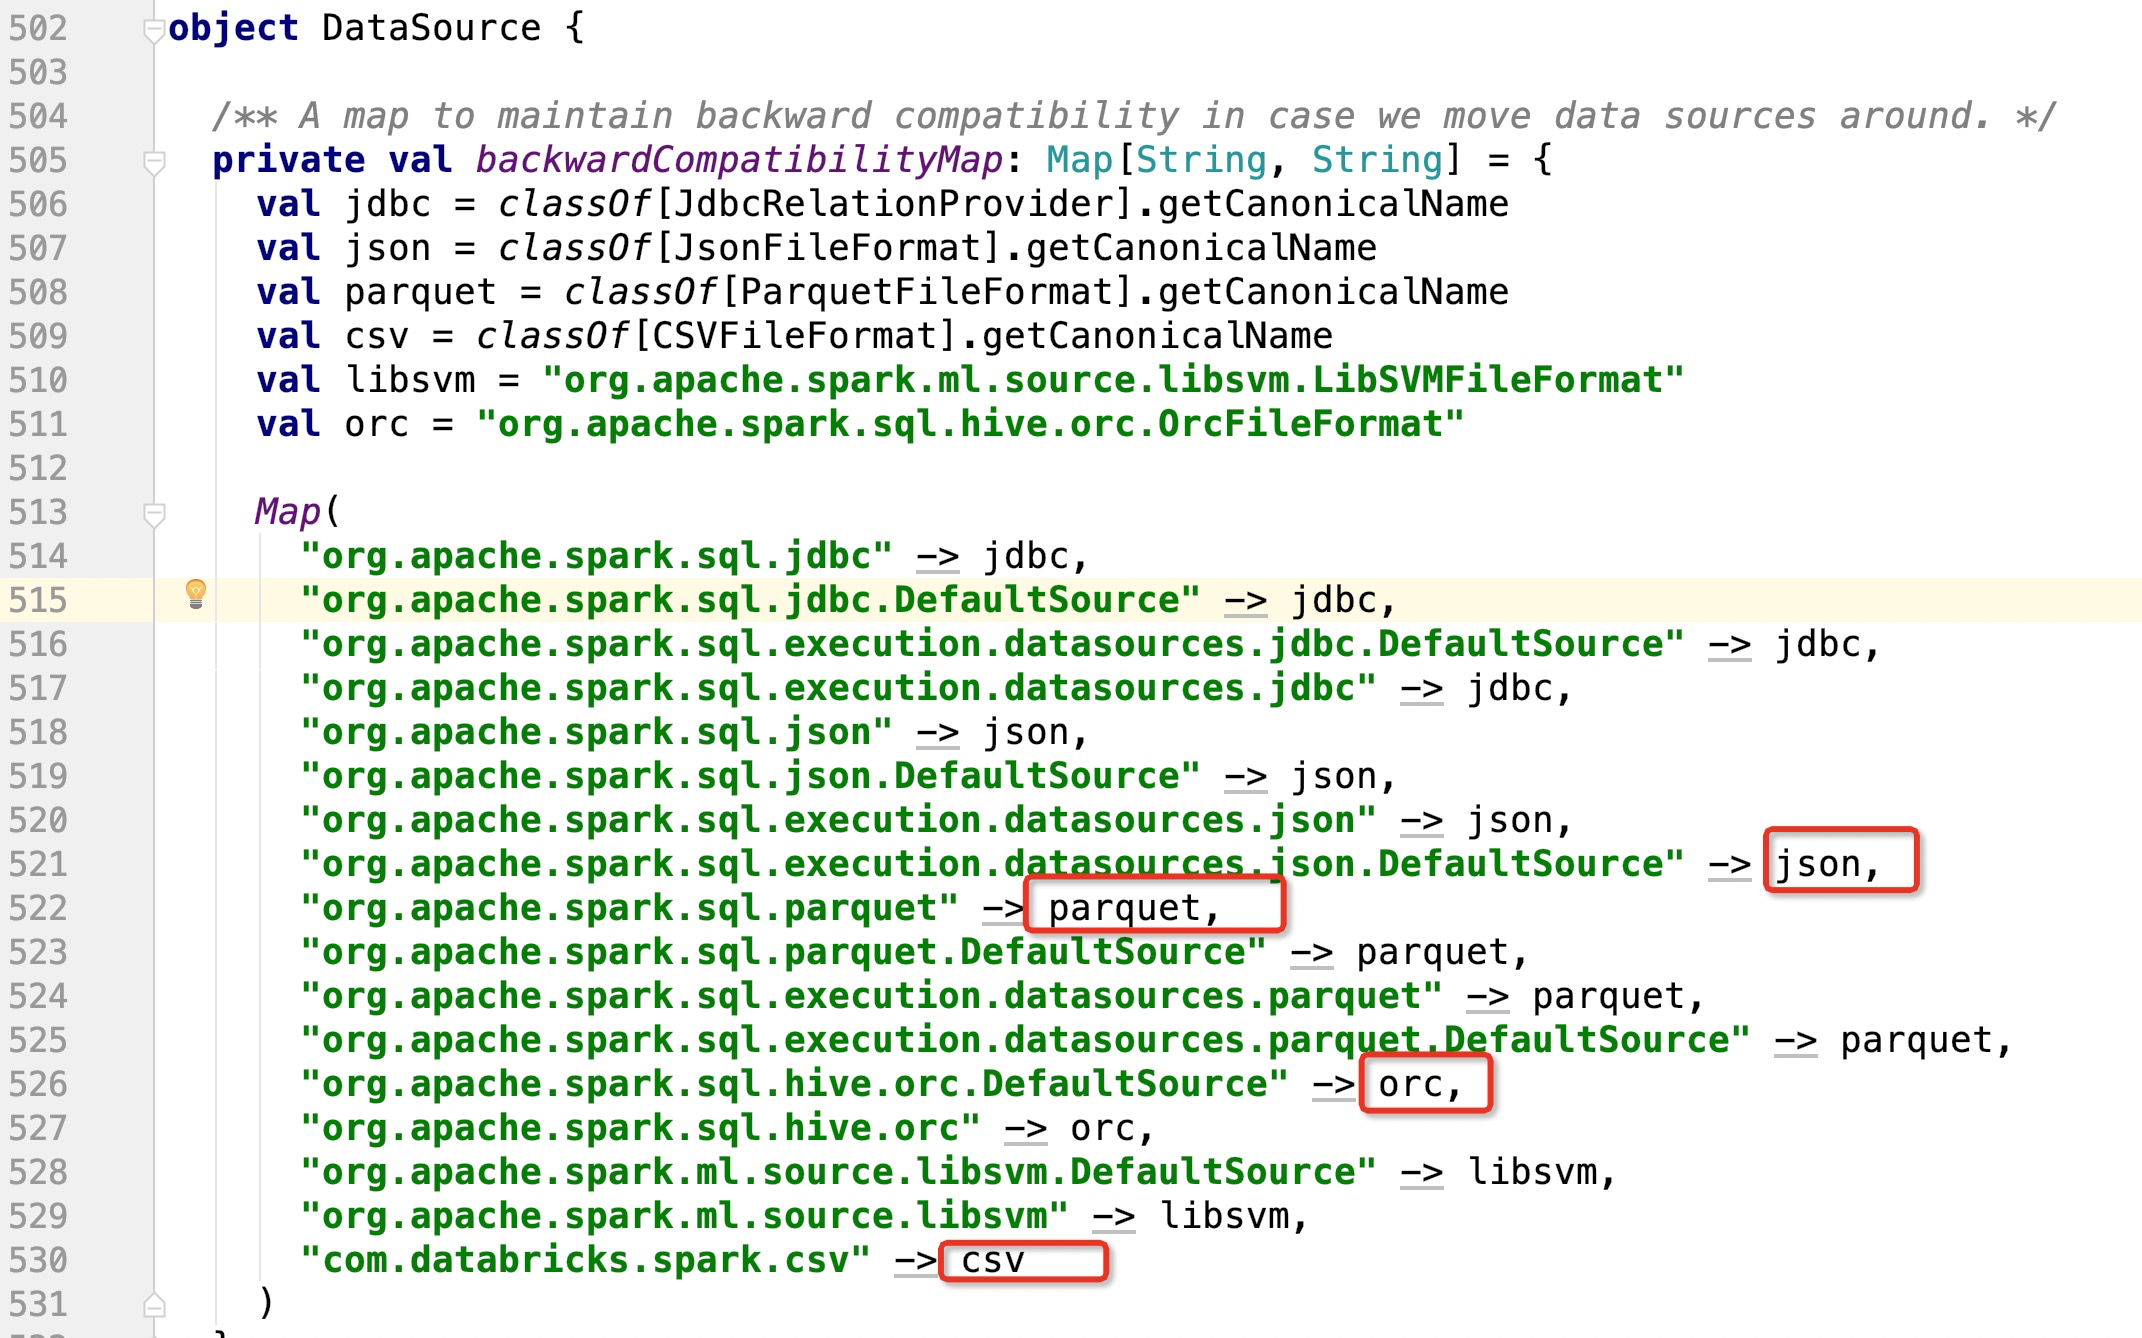 502 object DataSource {
503
504 /** A map to maintain backward compatibility in case we move data sources around. */
505 private val backwardCompatibilityMap: Map[String, String] = {
506 val jdbc = classOf[JdbcRelationProvider].getCanonicalName
507 val json = classOf[JsonFileFormat].getCanonicalName
508 val parquet = classOf[ParquetFileFormat].getCanonicalName
509 val csv = classOf[CSVFileFormat].getCanonicalName
510 val libsvm = "org.apache.spark.ml.source.libsvm.LibSVMFileFormat"
511 val orc = "org.apache.spark.sql.hive.orc.OrcFileFormat"
512
513 Map(
514 "org.apache.spark.sql.jdbc" -> jdbc,
515 "org.apache.spark.sql.jdbc.DefaultSource" -> jdbc,
516 "org.apache.spark.sql.execution.datasources.jdbc.DefaultSource" -> jdbc,
517 "org.apache.spark.sql.execution.datasources.jdbc" -> jdbc,
518 "org.apache.spark.sql.json" -> json,
519 "org.apache.spark.sql.json.DefaultSource" -> json,
520 "org.apache.spark.sql.execution.datasources.json" -> json,
521 "org.apache.spark.sql.execution.datasources.json.DefaultSource" -> json,
522 "org.apache.spark.sql.parquet" -> parquet,
523 "org.apache.spark.sql.parquet.DefaultSource" -> parquet,
524 "org.apache.spark.sql.execution.datasources.parquet" -> parquet,
525 "org.apache.spark.sql.execution.datasources.parquet.DefaultSource" -> parquet,
526 "org.apache.spark.sql.hive.orc.DefaultSource" -> orc,
527 "org.apache.spark.sql.hive.orc" -> orc,
528 "org.apache.spark.ml.source.libsvm.DefaultSource" -> libsvm,
529 "org.apache.spark.ml.source.libsvm" -> libsvm,
530 "com.databricks.spark.csv" -> csv
531 )